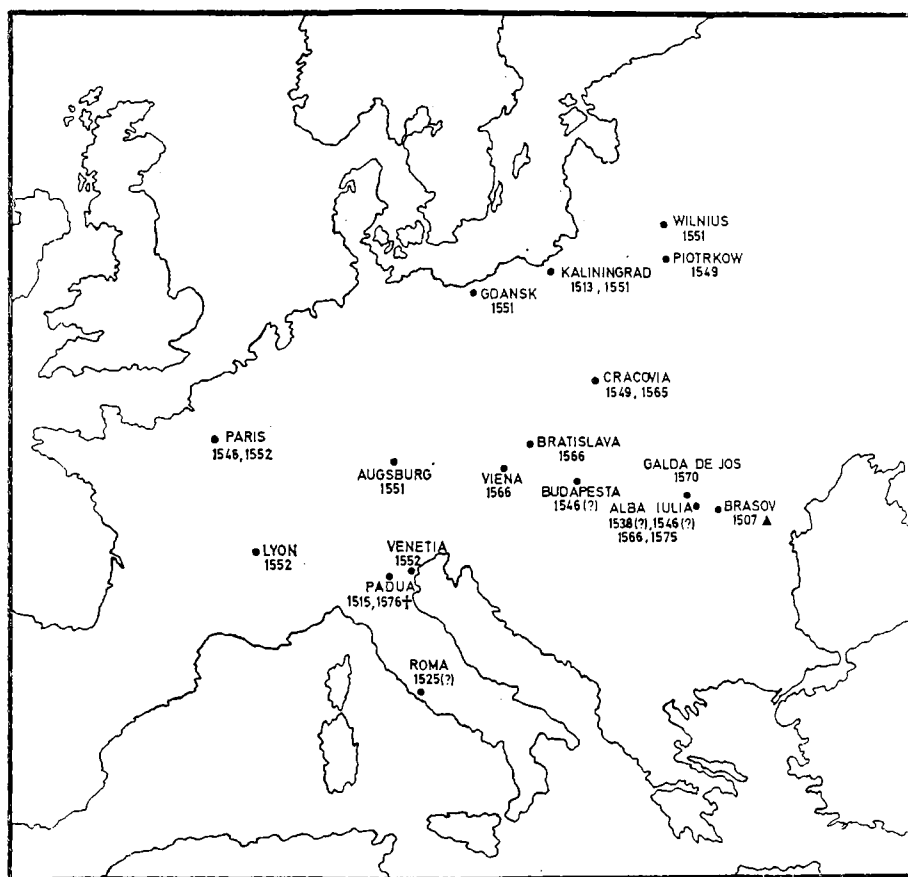 WILNIUS
1551
PIOTRKOW
1549
KALININGRAD
1513, 1551
GDANSK
1551
CRACOVIA
1549, 1565
PARIS
1546, 1552
BRATISLAVA
1566
AUGSBURG
1551
VIENA
1566
GALDA DE JOS
1570
BUDAPESTA
1546(?)
ALBA IULIA
1538(?), 1546(?)
1566, 1575
BRASOV
1507 ▲
LYON
1552
VENETIA
1552
PADUA
1515, 1576†
ROMA
1525(?)